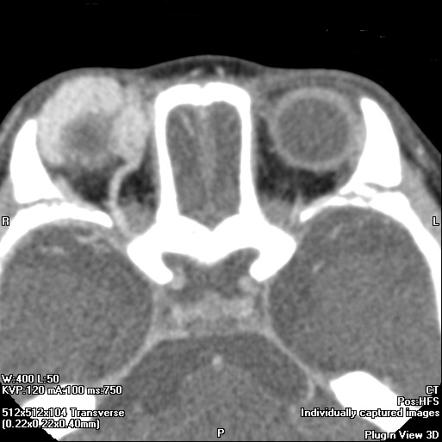 R
L
W:400 L:50
KVP:120 mA:100 ms:750
512x512x104 Transverse
(0.22x0.22x0.40mm)
P
CT
Pos:HFS
Individually captured images
Plugin View 3D